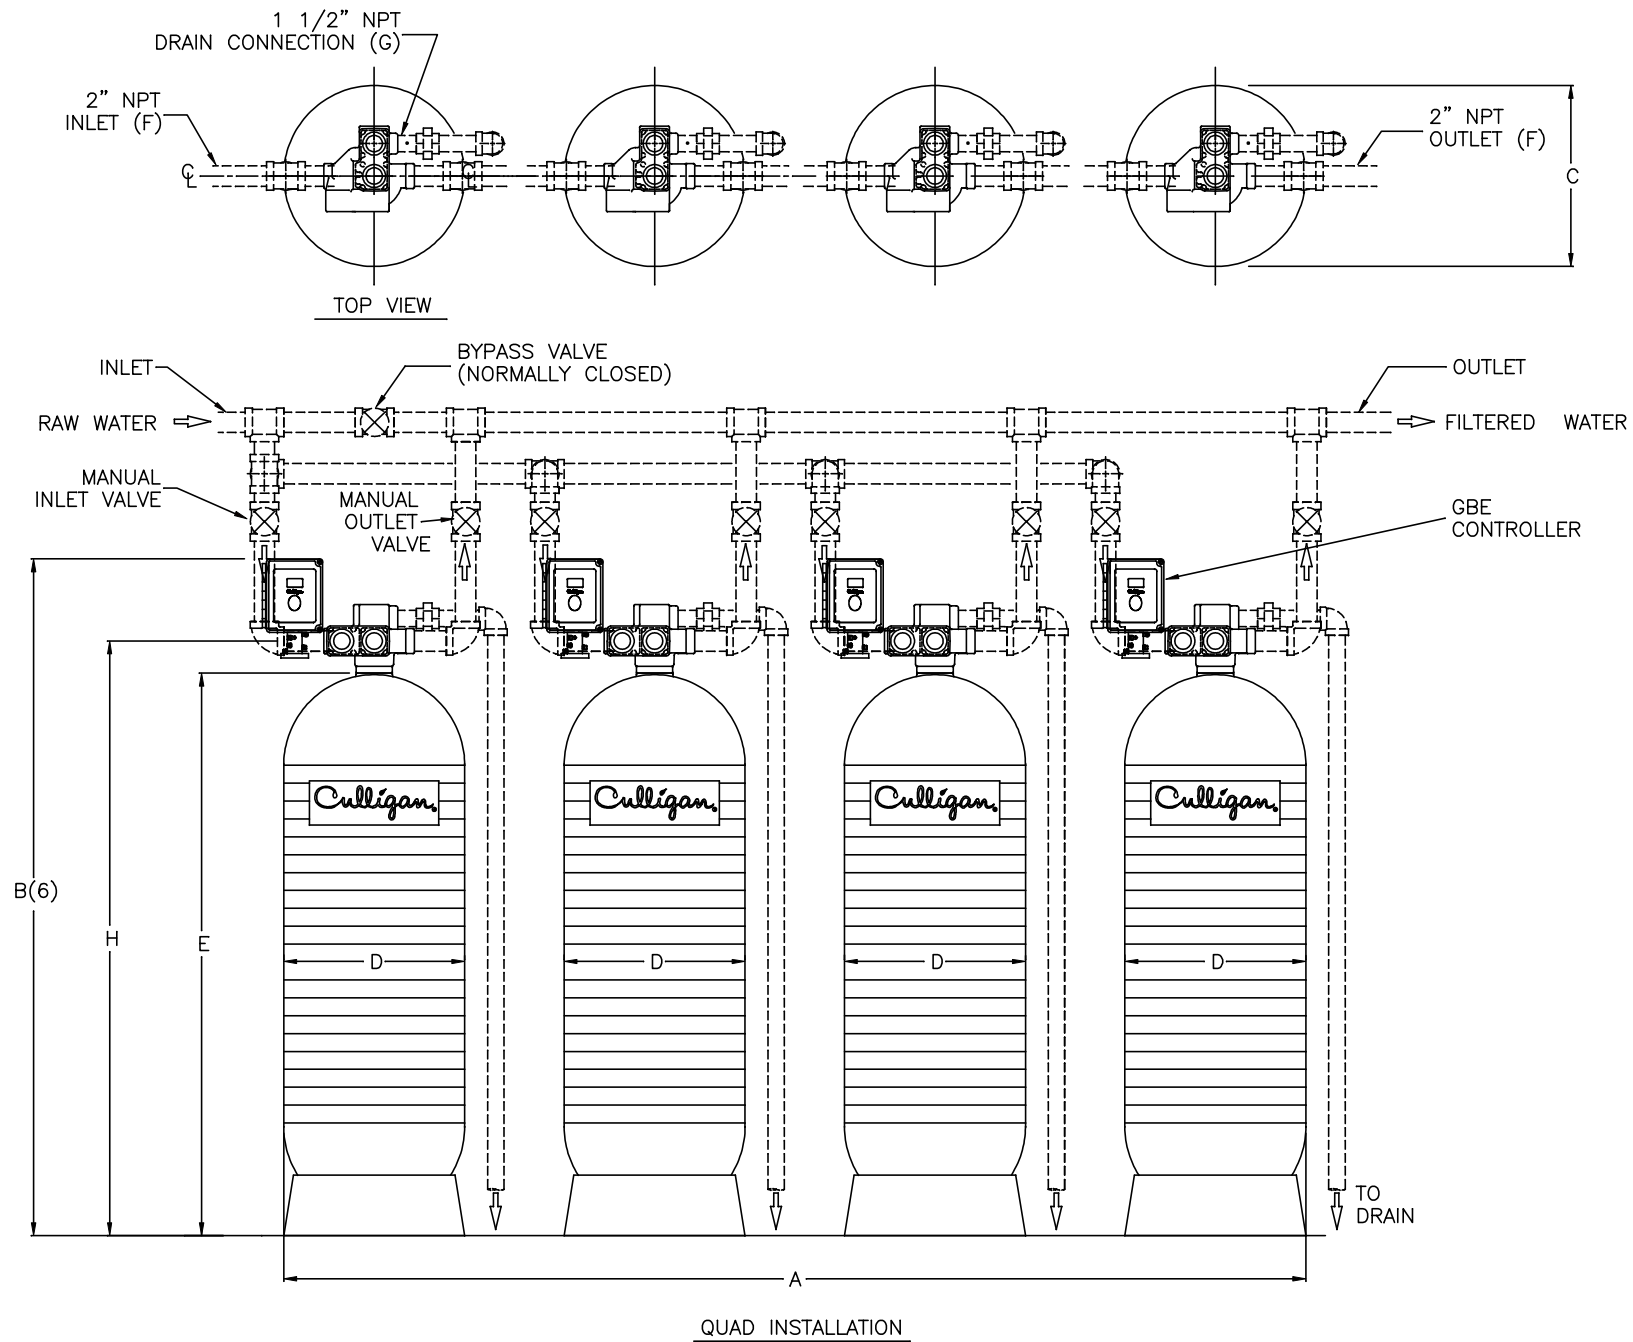 1 1/2” NPT
DRAIN CONNECTION (G)
2” NPT
INLET (F)
2” NPT
OUTLET (F)
C
℄
TOP VIEW
INLET
BYPASS VALVE
(NORMALLY CLOSED)
OUTLET
RAW WATER
FILTERED WATER
MANUAL
INLET VALVE
MANUAL
OUTLET
VALVE
GBE
CONTROLLER
Culligan.
Culligan.
Culligan.
Culligan.
B(6)
H
E
D
D
D
D
TO
DRAIN
A
QUAD INSTALLATION